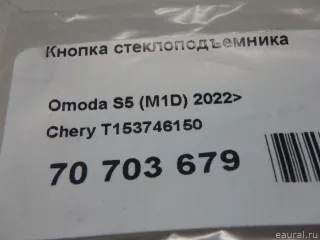 Кнопка стеклоподъемника
Omoda S5 (M1D) 2022>
Chery T153746150
70 703 679
eaural.ru